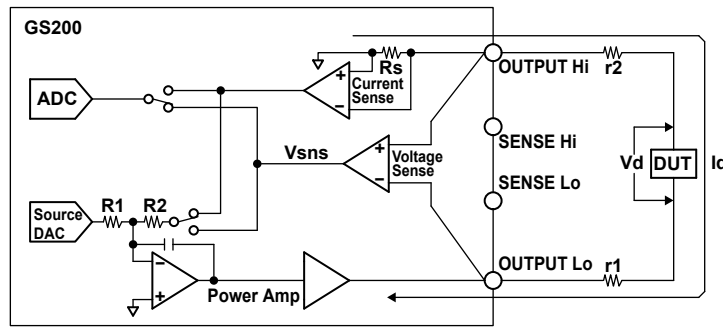 GS200
Rs
Current
Sense
OUTPUT Hi
r2
ADC
SENSE Hi
Vsns
Voltage
Sense
Vd
DUT
SENSE Lo
R1
R2
Source
DAC
OUTPUT Lo
r1
Power Amp
+
−
+
−
−
+